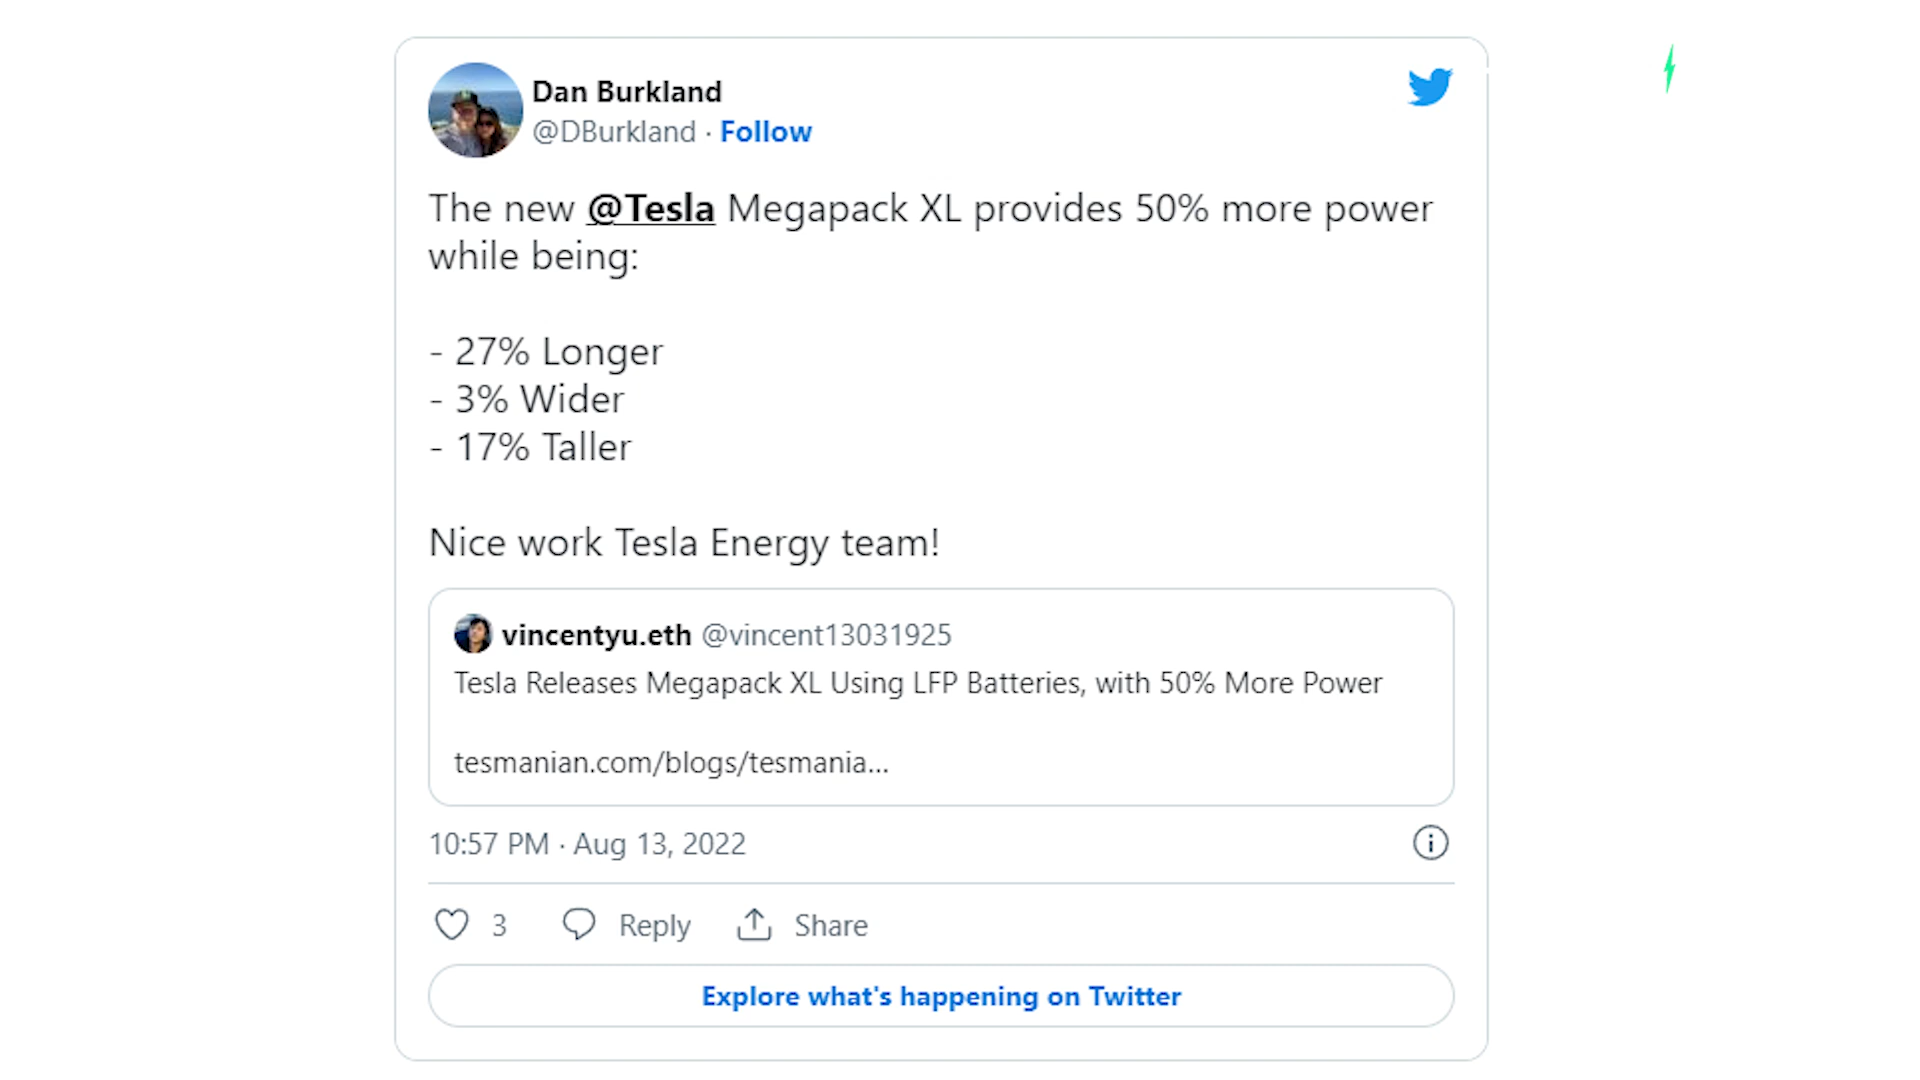 Dan Burkland
@DBurkland · Follow
The new @Tesla Megapack XL provides 50% more power
while being:
- 27% Longer
- 3% Wider
- 17% Taller
Nice work Tesla Energy team!
vincentyu.eth @vincent13031925
Tesla Releases Megapack XL Using LFP Batteries, with 50% More Power
tesmanian.com/blogs/tesmania...
10:57 PM · Aug 13, 2022
3 Reply Share
Explore what's happening on Twitter